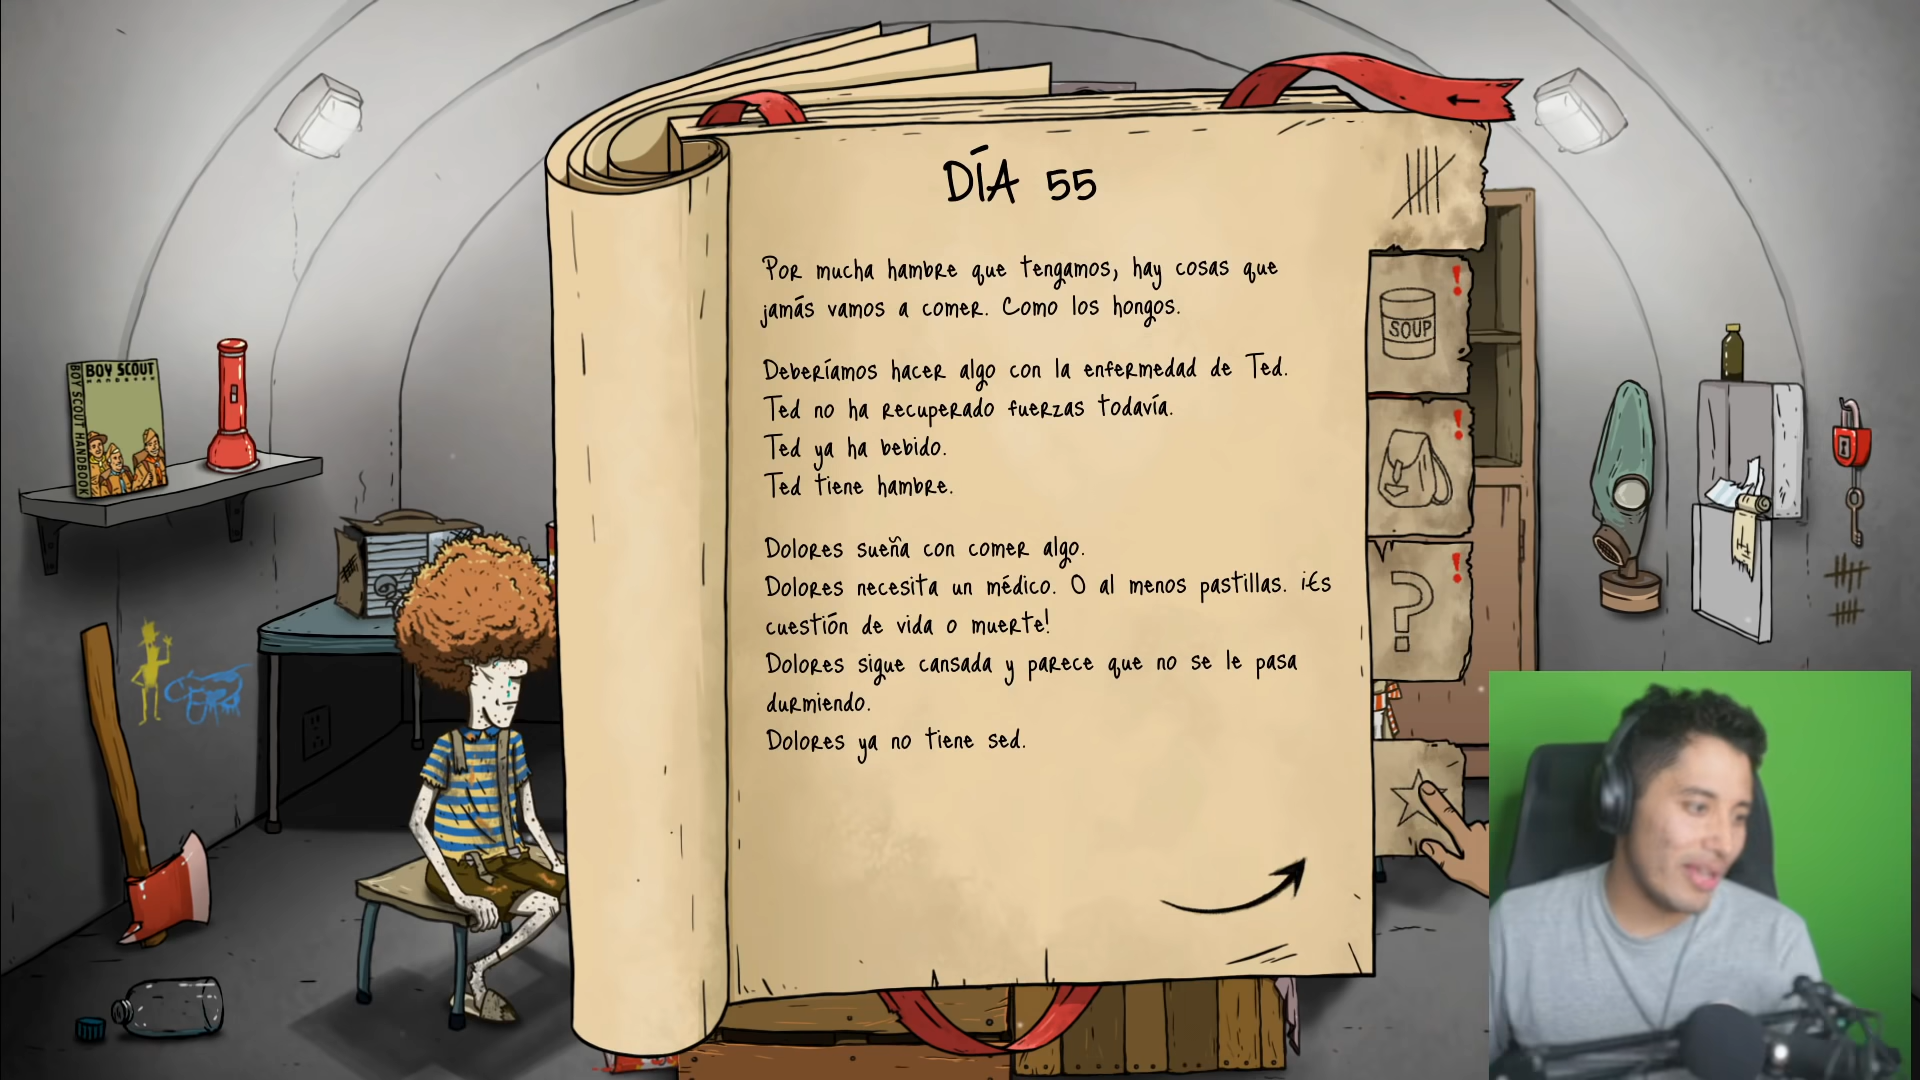 DÍA 55
Por mucha hambre que tengamos, hay cosas que
jamás vamos a comer. Como los hongos.
Deberíamos hacer algo con la enfermedad de Ted.
Ted no ha recuperado fuerzas todavía.
Ted ya ha bebido.
Ted tiene hambre.
Dolores sueña con comer algo.
Dolores necesita un médico. O al menos pastillas. ¡Es
cuestión de vida o muerte!
Dolores sigue cansada y parece que no se le pasa
durmiendo.
Dolores ya no tiene sed.
!
SOUP
!
!
?
BOY SCOUT
HANDBOOK
BOY SCOUT HANDBOOK